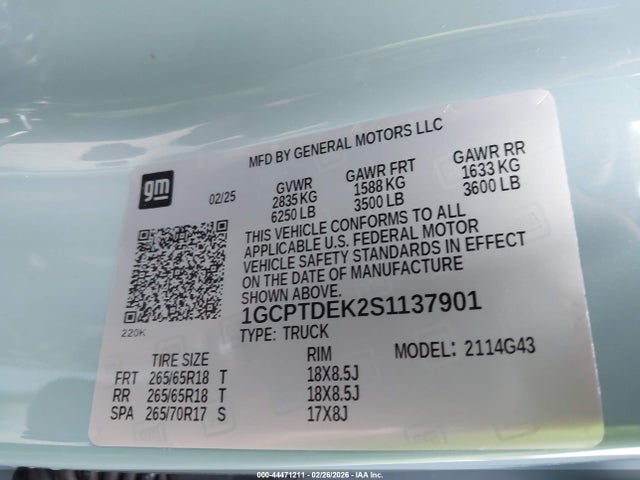 MFD BY GENERAL MOTORS LLC
gm
02/25
GVWR
2835 KG
6250 LB
GAWR FRT
1588 KG
3500 LB
GAWR RR
1633 KG
3600 LB
THIS VEHICLE CONFORMS TO ALL
APPLICABLE U.S. FEDERAL MOTOR
VEHICLE SAFETY STANDARDS IN EFFECT
ON THE DATE OF MANUFACTURE
SHOWN ABOVE.
220K
1GCPTDEK2S1137901
TYPE: TRUCK
MODEL: 2114G43
TIRE SIZE RIM
FRT 265/65R18 T 18X8.5J
RR 265/65R18 T 18X8.5J
SPA 265/70R17 S 17X8J
000-44471211 - 02/26/2026 - IAA Inc.